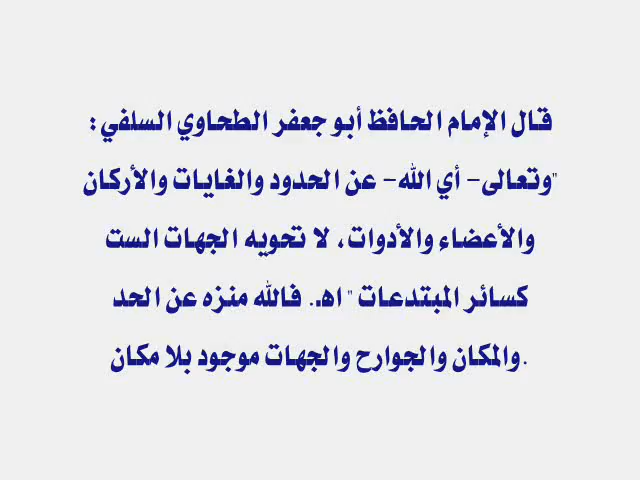 قال الإمام الحافظ أبو جعفر الطحاوي السلفي:
"وتعالى- أي الله- عن الحدود والغايات والأركان
والأعضاء والأدوات، لا تحويه الجهات الست
كسائر المبتدعات" اهـ. فالله منزه عن الحد
والمكان والجوارح والجهات موجود بلا مكان.